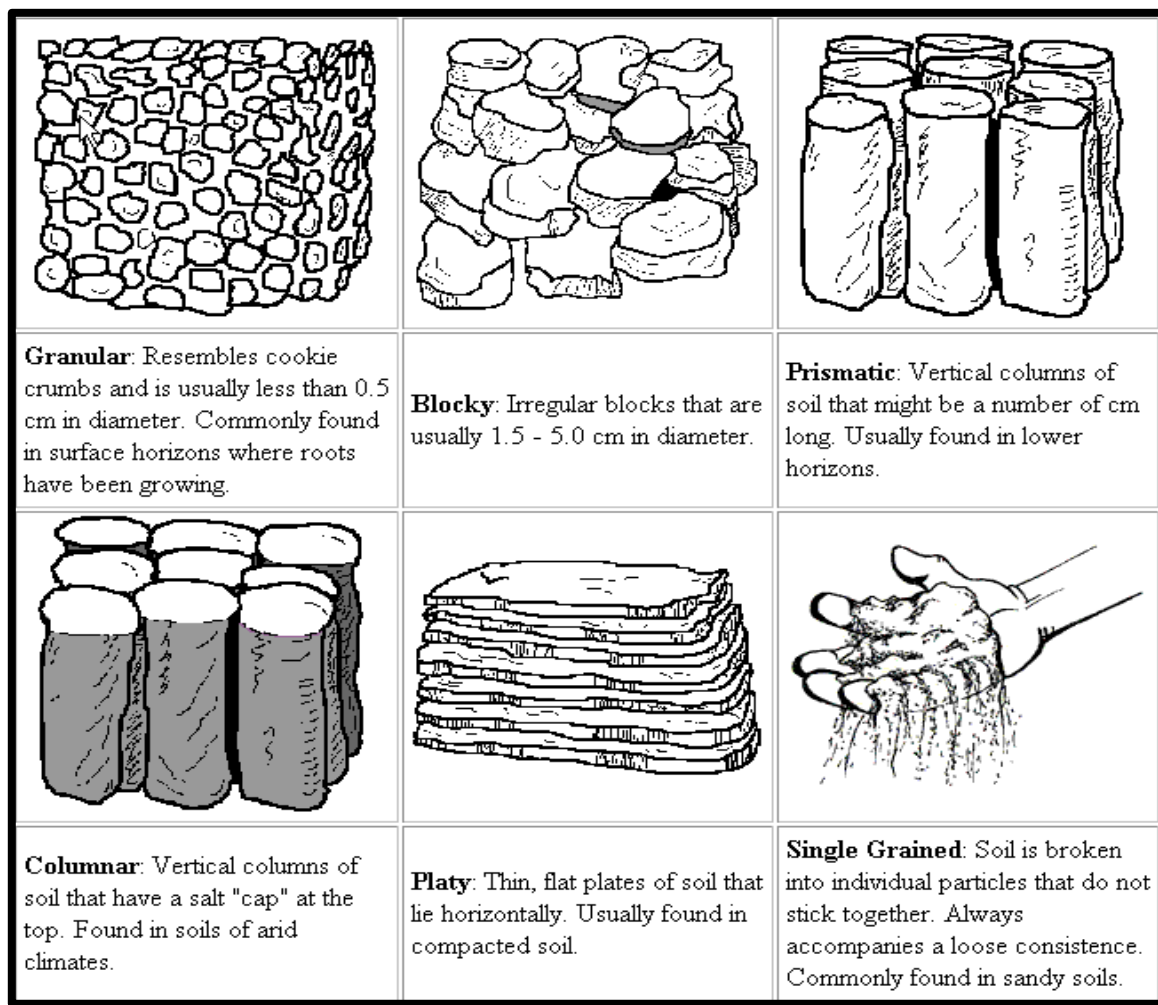 Granular: Resembles cookie
crumbs and is usually less than 0.5
cm in diameter. Commonly found
in surface horizons where roots
have been growing.
Blocky: Irregular blocks that are
usually 1.5 - 5.0 cm in diameter.
Prismatic: Vertical columns of
soil that might be a number of cm
long. Usually found in lower
horizons.
Columnar: Vertical columns of
soil that have a salt "cap" at the
top. Found in soils of arid
climates.
Platy: Thin, flat plates of soil that
lie horizontally. Usually found in
compacted soil.
Single Grained: Soil is broken
into individual particles that do not
stick together. Always
accompanies a loose consistence.
Commonly found in sandy soils.